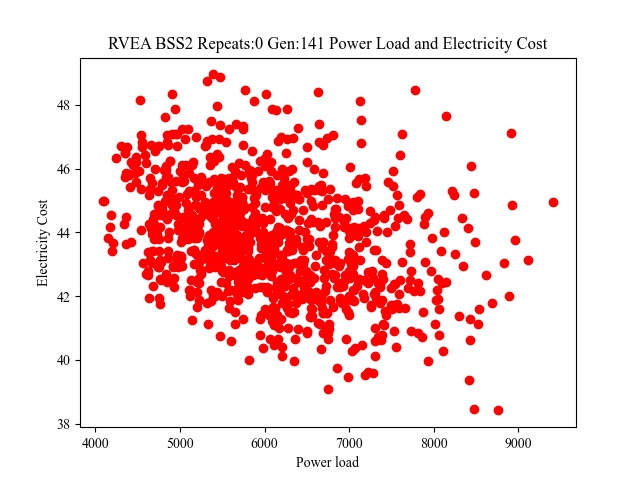 RVEA BSS2 Repeats:0 Gen:141 Power Load and Electricity Cost
48
46
44
42
40
38
Electricity Cost
4000 5000 6000 7000 8000 9000
Power load